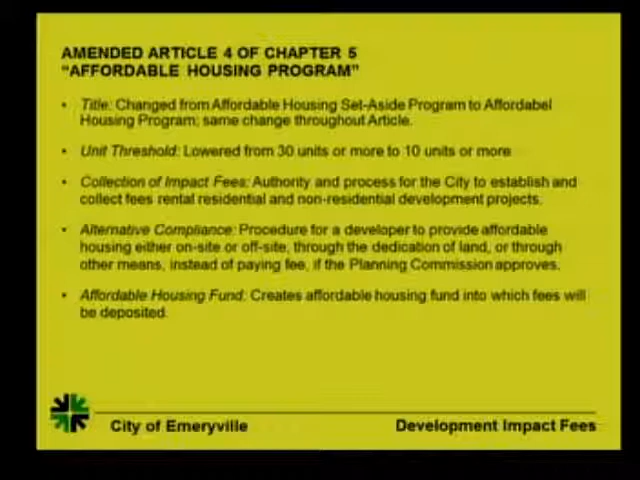 AMENDED ARTICLE 4 OF CHAPTER 5
“AFFORDABLE HOUSING PROGRAM”
• Title: Changed from Affordable Housing Set-Aside Program to Affordabel
Housing Program; same change throughout Article.
• Unit Threshold: Lowered from 30 units or more to 10 units or more
• Collection of Impact Fees: Authority and process for the City to establish and
collect fees rental residential and non-residential development projects.
• Alternative Compliance: Procedure for a developer to provide affordable
housing either on-site or off-site, through the dedication of land, or through
other means, instead of paying fee, if the Planning Commission approves.
• Affordable Housing Fund: Creates affordable housing fund into which fees will
be deposited.
City of Emeryville
Development Impact Fees